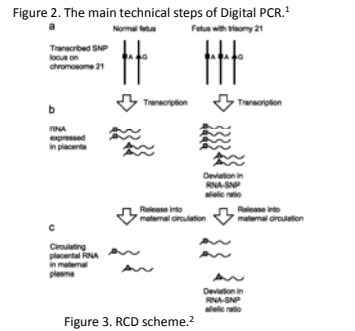 Figure 2. The main technical steps of Digital PCR.¹
a
Normal fetus
Fetus with trisomy 21
Transcribed SNP
locus on
chromosome 21
A G
A A G
Transcription
Transcription
b
RNA
expressed
in placenta
Deviation in
RNA-SNP
allelic ratio
Release into
maternal circulation
Release into
maternal circulation
c
Circulating
placental RNA
in maternal
plasma
Deviation in
RNA-SNP
allelic ratio
Figure 3. RCD scheme.²